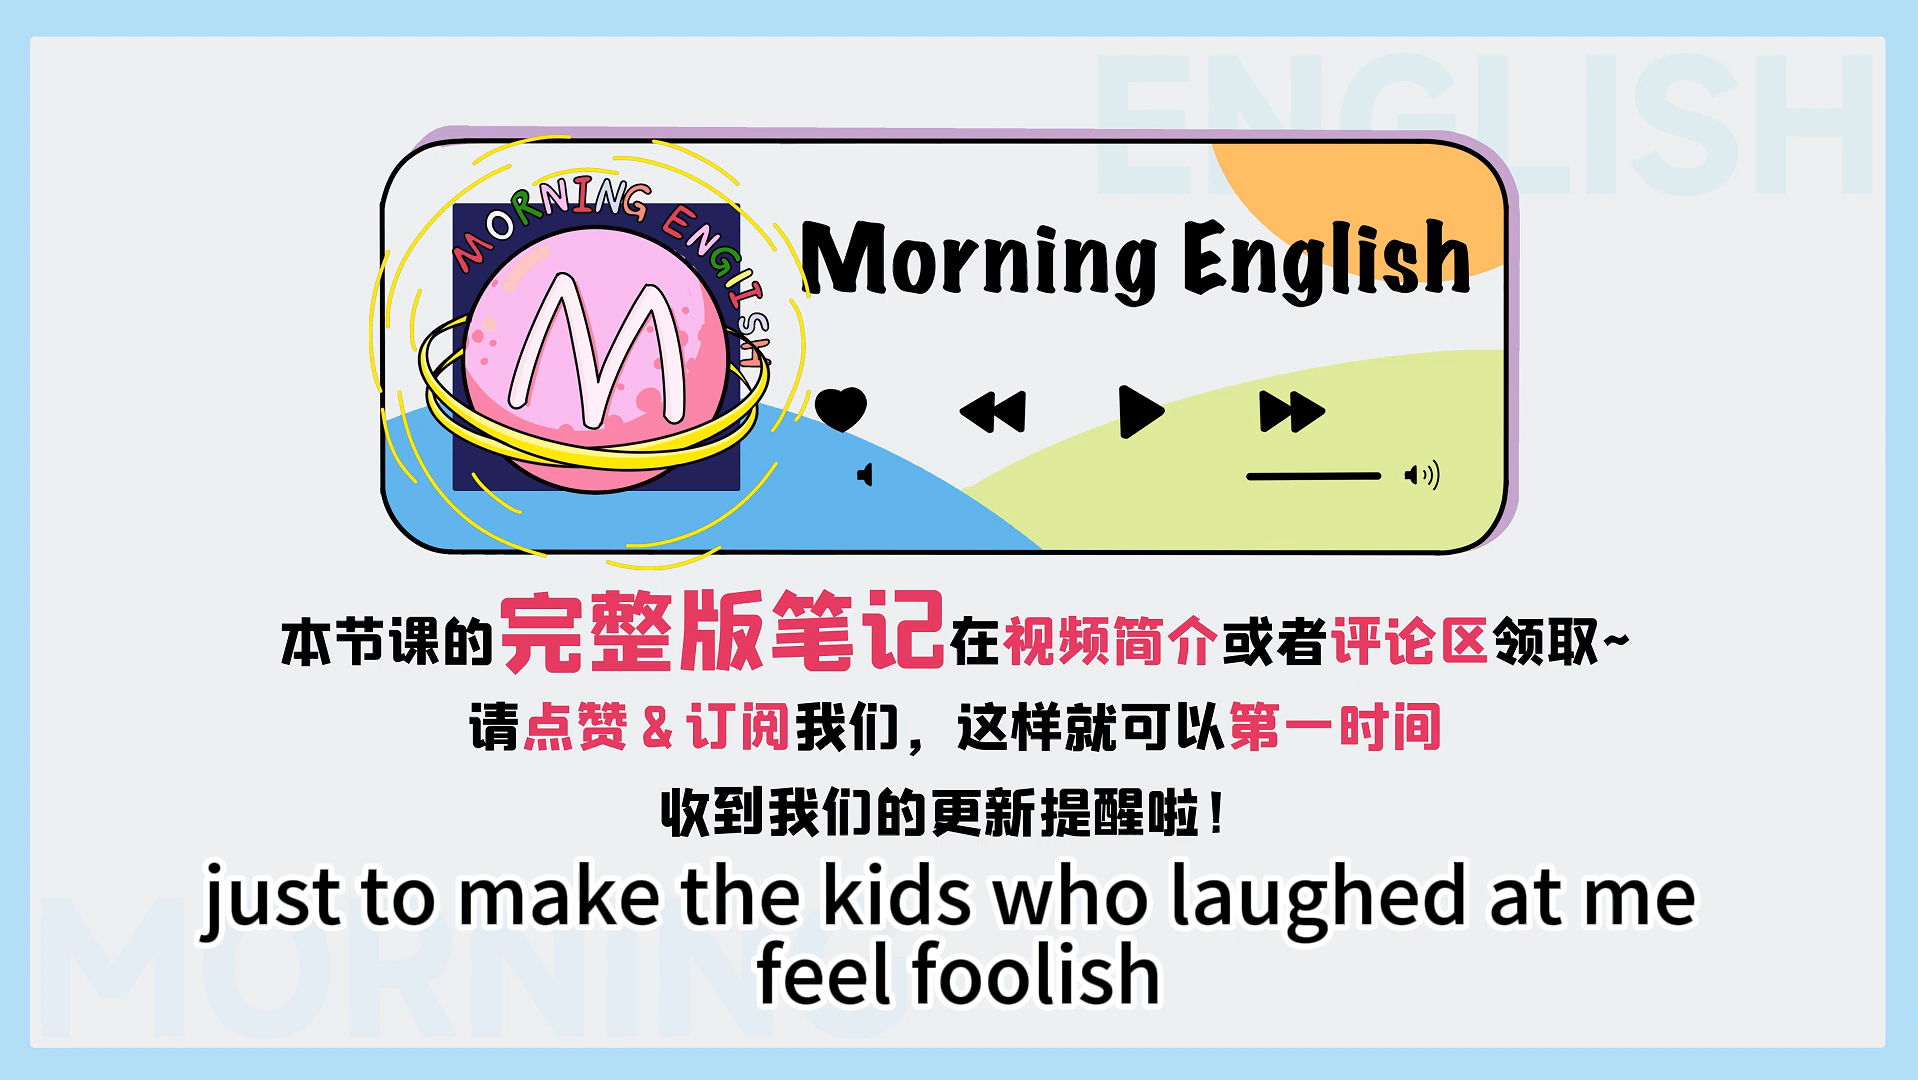 ENGLISH
MORNING ENGLISH
M
Morning English
本节课的完整版笔记在视频简介或者评论区领取~
请点赞&订阅我们，这样就可以第一时间
收到我们的更新提醒啦！
just to make the kids who laughed at me
feel foolish
MORNING